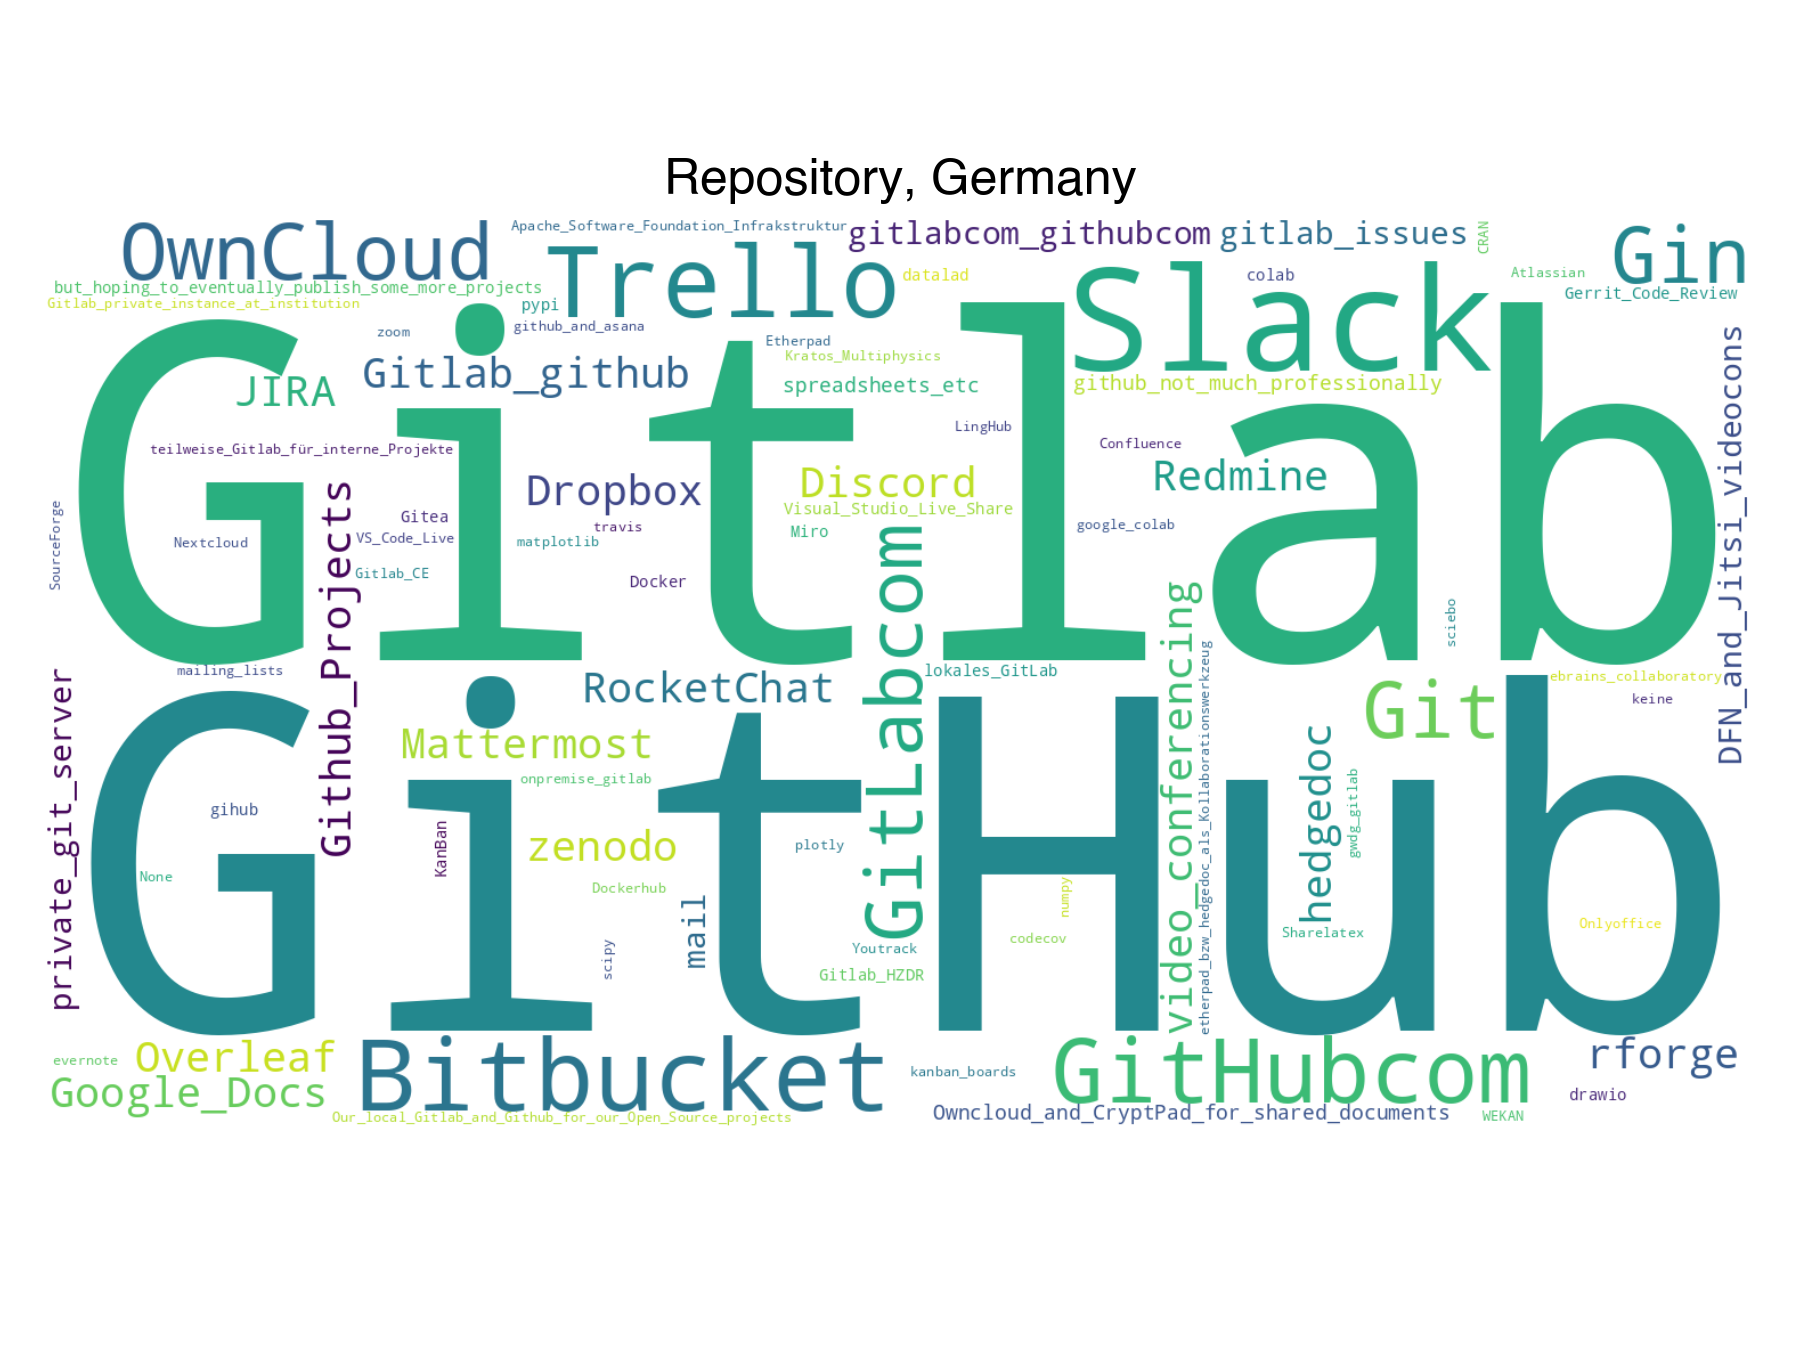 Repository, Germany
OwnCloud
Apache_Software_Foundation_Infrakstruktur
gitlabcom_githubcom
gitlab_issues
CRAN
Gin
Trello
Slack
datalad
colab
Atlassian
Gerrit_Code_Review
but_hoping_to_eventually_publish_some_more_projects
Gitlab_private_instance_at_institution
pypi
zoom
github_and_asana
Etherpad
Kratos_Multiphysics
Gitlab_github
JIRA
spreadsheets_etc
github_not_much_professionally
Gitlab
LingHub
Confluence
teilweise_Gitlab_für_interne_Projekte
Dropbox
Discord
Redmine
Visual_Studio_Live_Share
DFN_and_Jitsi_videocons
SourceForge
Nextcloud
Github_Projects
Gitea
VS_Code_Live
travis
matplotlib
Miro
google_colab
Gitlab_CE
Docker
GitLabcom
video_conferencing
sciebo
mailing_lists
lokales_GitLab
ebrains_collaboratory
keine
RocketChat
Git
private_git_server
Mattermost
onpremise_gitlab
etherpad_bzw_hedgedoc_als_Kollaborationswerkzeug
hedgedoc
gwdg_gitlab
GitHub
gihub
KanBan
zenodo
plotly
None
Dockerhub
mail
numpy
scipy
Youtrack
codecov
Sharelatex
Onlyoffice
Gitlab_HZDR
evernote
Overleaf
Google_Docs
Bitbucket
kanban_boards
GitHubcom
rforge
drawio
Our_local_Gitlab_and_Github_for_our_Open_Source_projects
Owncloud_and_CryptPad_for_shared_documents
WEKAN